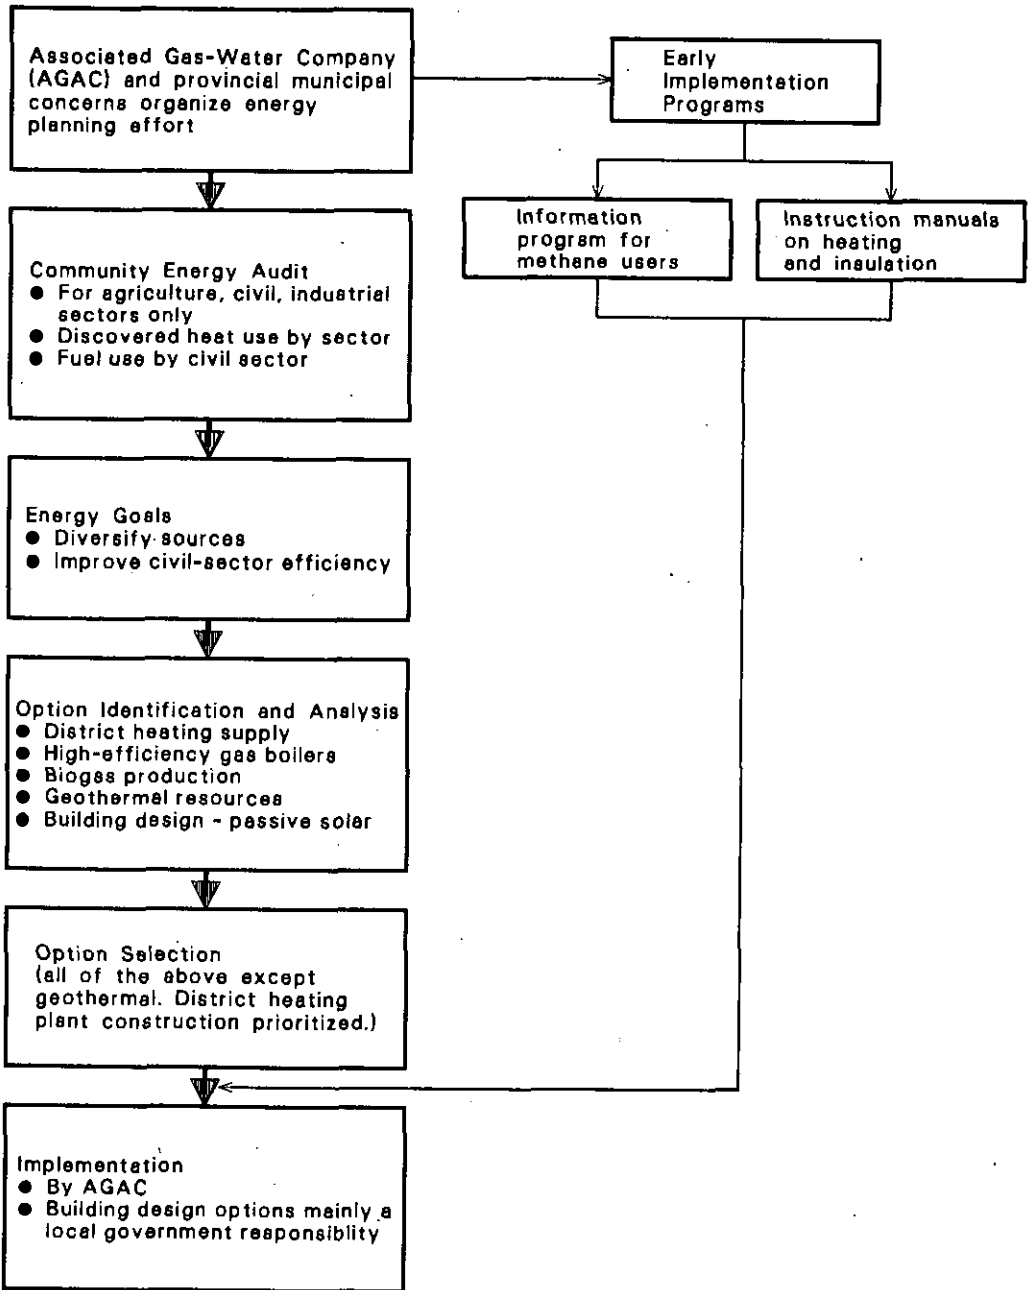 Associated Gas-Water Company
(AGAC) and provincial municipal
concerns organize energy
planning effort
Early
Implementation
Programs
Information
program for
methane users
Instruction manuals
on heating
and insulation
Community Energy Audit
● For agriculture, civil, industrial
sectors only
● Discovered heat use by sector
● Fuel use by civil sector
Energy Goals
● Diversify sources
● Improve civil-sector efficiency
Option Identification and Analysis
● District heating supply
● High-efficiency gas boilers
● Biogas production
● Geothermal resources
● Building design - passive solar
Option Selection
(all of the above except
geothermal. District heating
plant construction prioritized.)
Implementation
● By AGAC
● Building design options mainly a
local government responsiblity